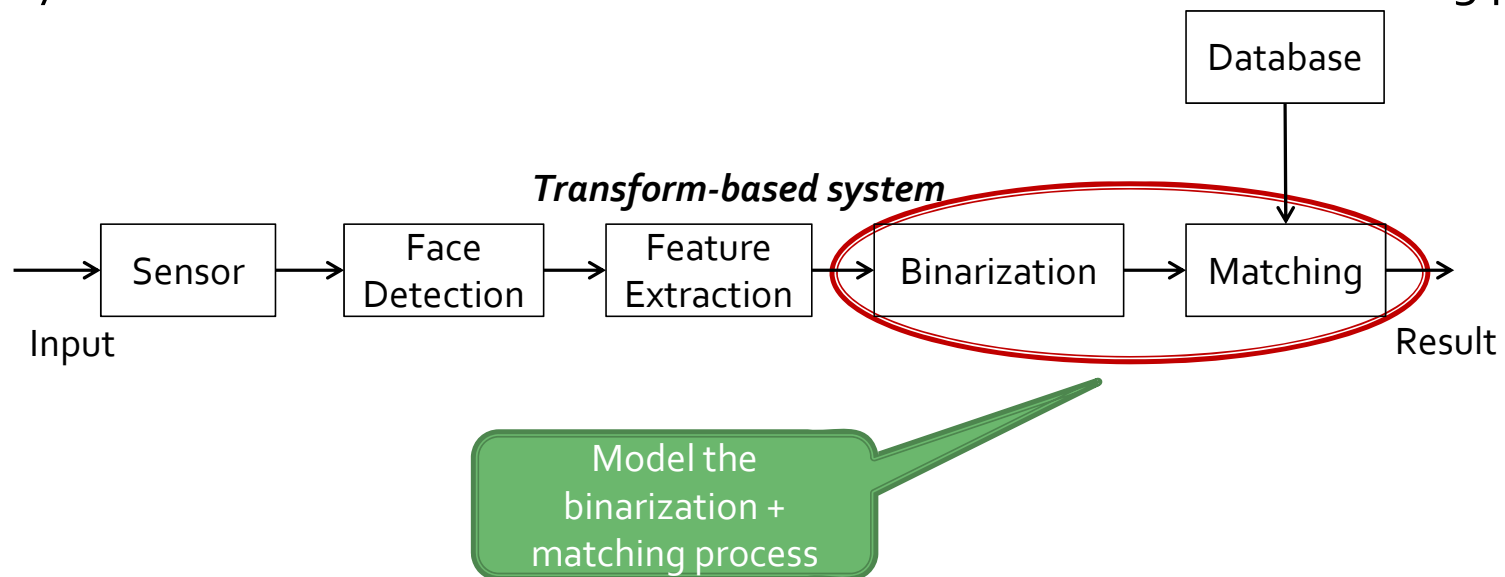 Database
Transform-based system
Sensor
Face
Detection
Feature
Extraction
Binarization
Matching
Input
Result
Model the
binarization +
matching process